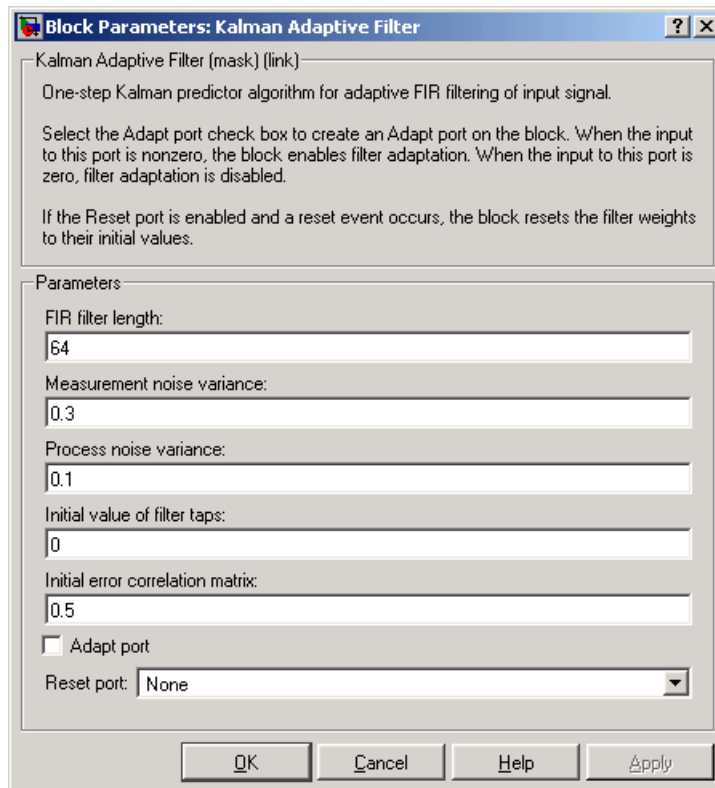 Block Parameters: Kalman Adaptive Filter
Kalman Adaptive Filter (mask) (link)
One-step Kalman predictor algorithm for adaptive FIR filtering of input signal.
Select the Adapt port check box to create an Adapt port on the block. When the input
to this port is nonzero, the block enables filter adaptation. When the input to this port is
zero, filter adaptation is disabled.
If the Reset port is enabled and a reset event occurs, the block resets the filter weights
to their initial values.
Parameters
FIR filter length:
64
Measurement noise variance:
0.3
Process noise variance:
0.1
Initial value of filter taps:
0
Initial error correlation matrix:
0.5
Adapt port
Reset port: None
OK Cancel Help Apply